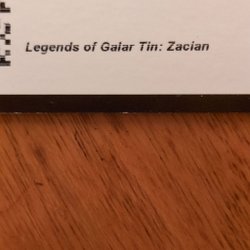 Legends of Galar Tin: Zacian